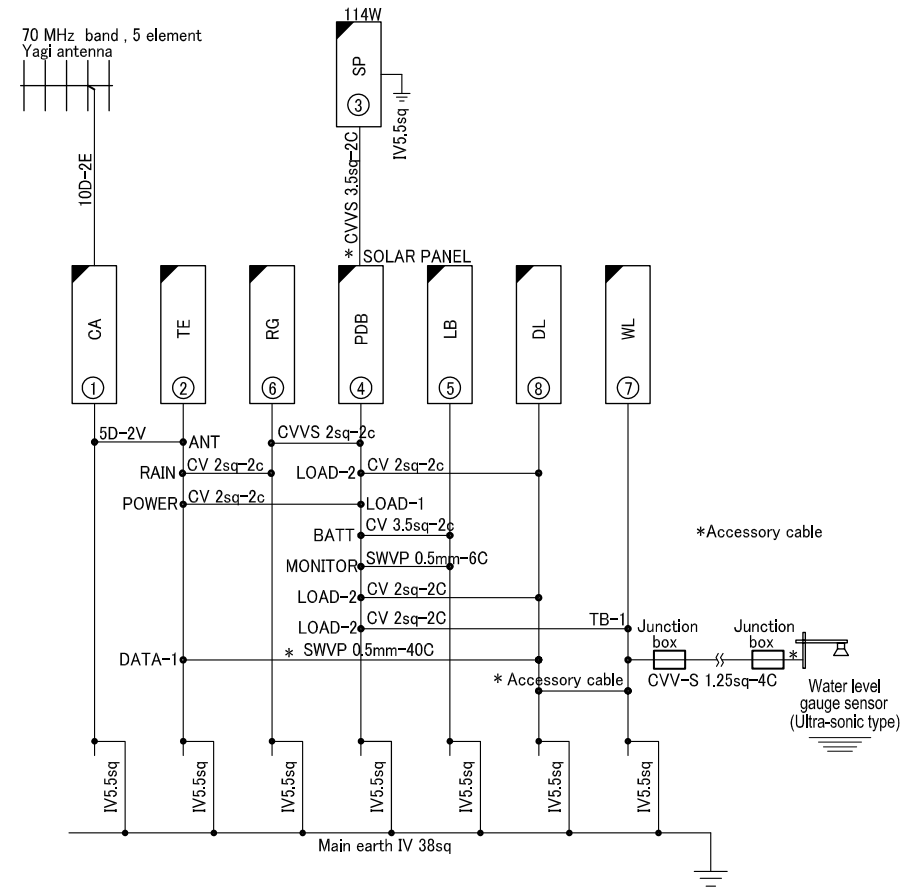 114W
70 MHz band , 5 element
Yagi antenna
SP
③
IV5.5sq
10D-2E
* CVVS 3.5sq-2C
SOLAR PANEL
CA
①
TE
②
RG
⑥
PDB
④
LB
⑤
DL
⑧
WL
⑦
5D-2V
ANT
CVVS 2sq-2c
RAIN
CV 2sq-2c
LOAD-2
CV 2sq-2c
POWER
CV 2sq-2c
LOAD-1
BATT
CV 3.5sq-2c
*Accessory cable
MONITOR
SWVP 0.5mm-6C
LOAD-2
CV 2sq-2C
LOAD-2
CV 2sq-2C
TB-1
Junction
box
Junction
box
DATA-1
* SWVP 0.5mm-40C
*
* Accessory cable
CVV-S 1.25sq-4C
Water level
gauge sensor
(Ultra-sonic type)
IV5.5sq
IV5.5sq
IV5.5sq
IV5.5sq
IV5.5sq
IV5.5sq
IV5.5sq
Main earth IV 38sq